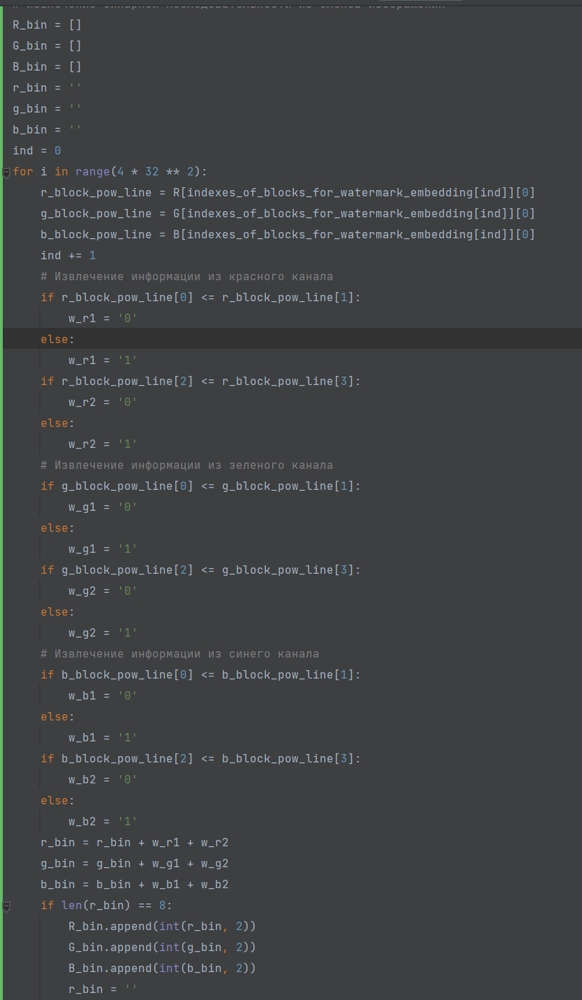 R_bin = []
G_bin = []
B_bin = []
r_bin = ''
g_bin = ''
b_bin = ''
ind = 0
for i in range(4 * 32 ** 2):
    r_block_pow_line = R[indexes_of_blocks_for_watermark_embedding[ind]][0]
    g_block_pow_line = G[indexes_of_blocks_for_watermark_embedding[ind]][0]
    b_block_pow_line = B[indexes_of_blocks_for_watermark_embedding[ind]][0]
    ind += 1
    # Извлечение информации из красного канала
    if r_block_pow_line[0] <= r_block_pow_line[1]:
        w_r1 = '0'
    else:
        w_r1 = '1'
    if r_block_pow_line[2] <= r_block_pow_line[3]:
        w_r2 = '0'
    else:
        w_r2 = '1'
    # Извлечение информации из зеленого канала
    if g_block_pow_line[0] <= g_block_pow_line[1]:
        w_g1 = '0'
    else:
        w_g1 = '1'
    if g_block_pow_line[2] <= g_block_pow_line[3]:
        w_g2 = '0'
    else:
        w_g2 = '1'
    # Извлечение информации из синего канала
    if b_block_pow_line[0] <= b_block_pow_line[1]:
        w_b1 = '0'
    else:
        w_b1 = '1'
    if b_block_pow_line[2] <= b_block_pow_line[3]:
        w_b2 = '0'
    else:
        w_b2 = '1'
    r_bin = r_bin + w_r1 + w_r2
    g_bin = g_bin + w_g1 + w_g2
    b_bin = b_bin + w_b1 + w_b2
    if len(r_bin) == 8:
        R_bin.append(int(r_bin, 2))
        G_bin.append(int(g_bin, 2))
        B_bin.append(int(b_bin, 2))
        r_bin = ''